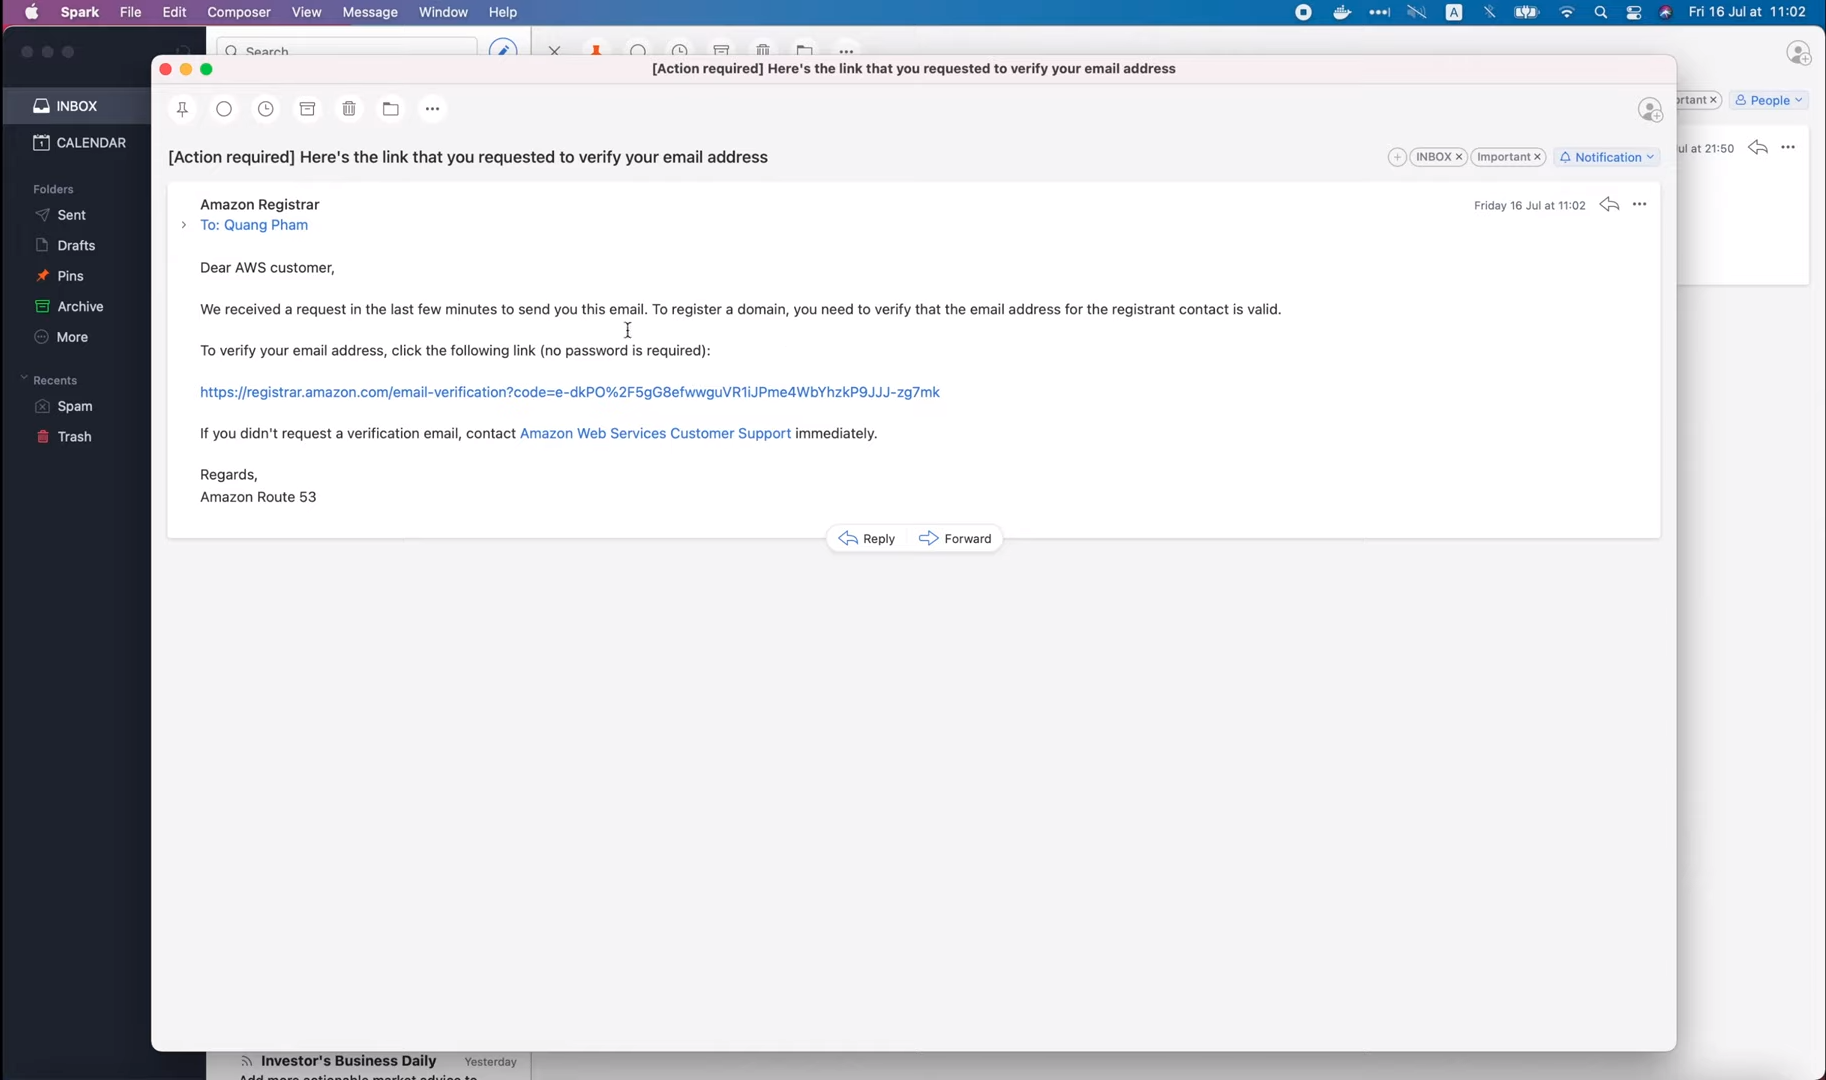 Spark File Edit Composer View Message Window Help
A
Fri 16 Jul at 11:02
Search
[Action required] Here's the link that you requested to verify your email address
INBOX
People
CALENDAR
[Action required] Here's the link that you requested to verify your email address
INBOX Important Notification
ul at 21:50
Folders
Sent
Drafts
Pins
Archive
More
Recents
Spam
Trash
Amazon Registrar
Friday 16 Jul at 11:02
To: Quang Pham
Dear AWS customer,
We received a request in the last few minutes to send you this email. To register a domain, you need to verify that the email address for the registrant contact is valid.
To verify your email address, click the following link (no password is required):
https://registrar.amazon.com/email-verification?code=e-dkPO%2F5gG8efwwguVR1iJPme4WbYhzkP9JJJ-zg7mk
If you didn't request a verification email, contact Amazon Web Services Customer Support immediately.
Regards,
Amazon Route 53
Reply Forward
Investor's Business Daily Yesterday
Add more actionable market advice to